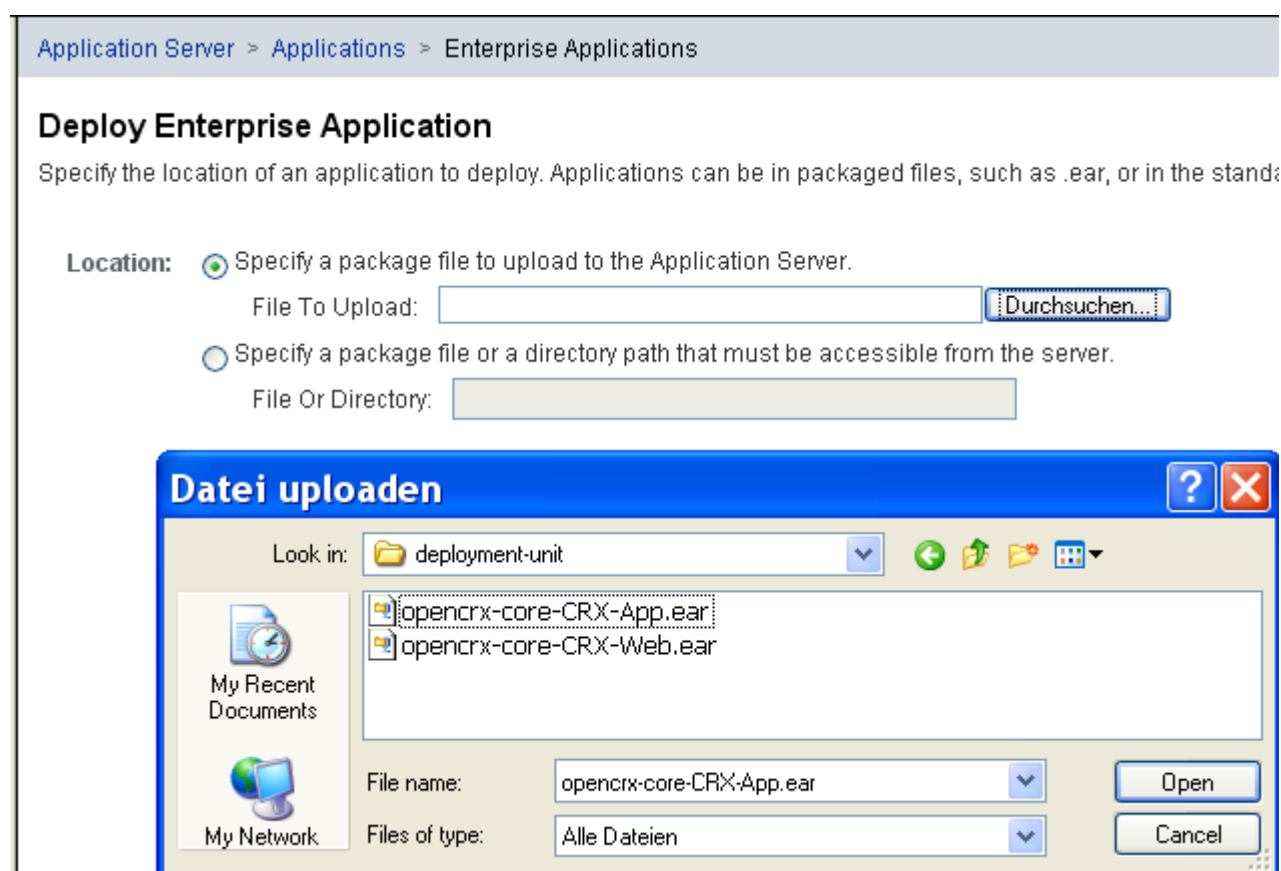 Application Server > Applications > Enterprise Applications
Deploy Enterprise Application
Specify the location of an application to deploy. Applications can be in packaged files, such as .ear, or in the
Location: Specify a package file to upload to the Application Server.
File To Upload: Durchsuchen...
Specify a package file or a directory path that must be accessible from the server.
File Or Directory:
Datei uploaden
Look in: deployment-unit
opencrx-core-CRX-App.ear
opencrx-core-CRX-Web.ear
My Recent
Documents
File name: opencrx-core-CRX-App.ear Open
My Network Files of type: Alle Dateien Cancel